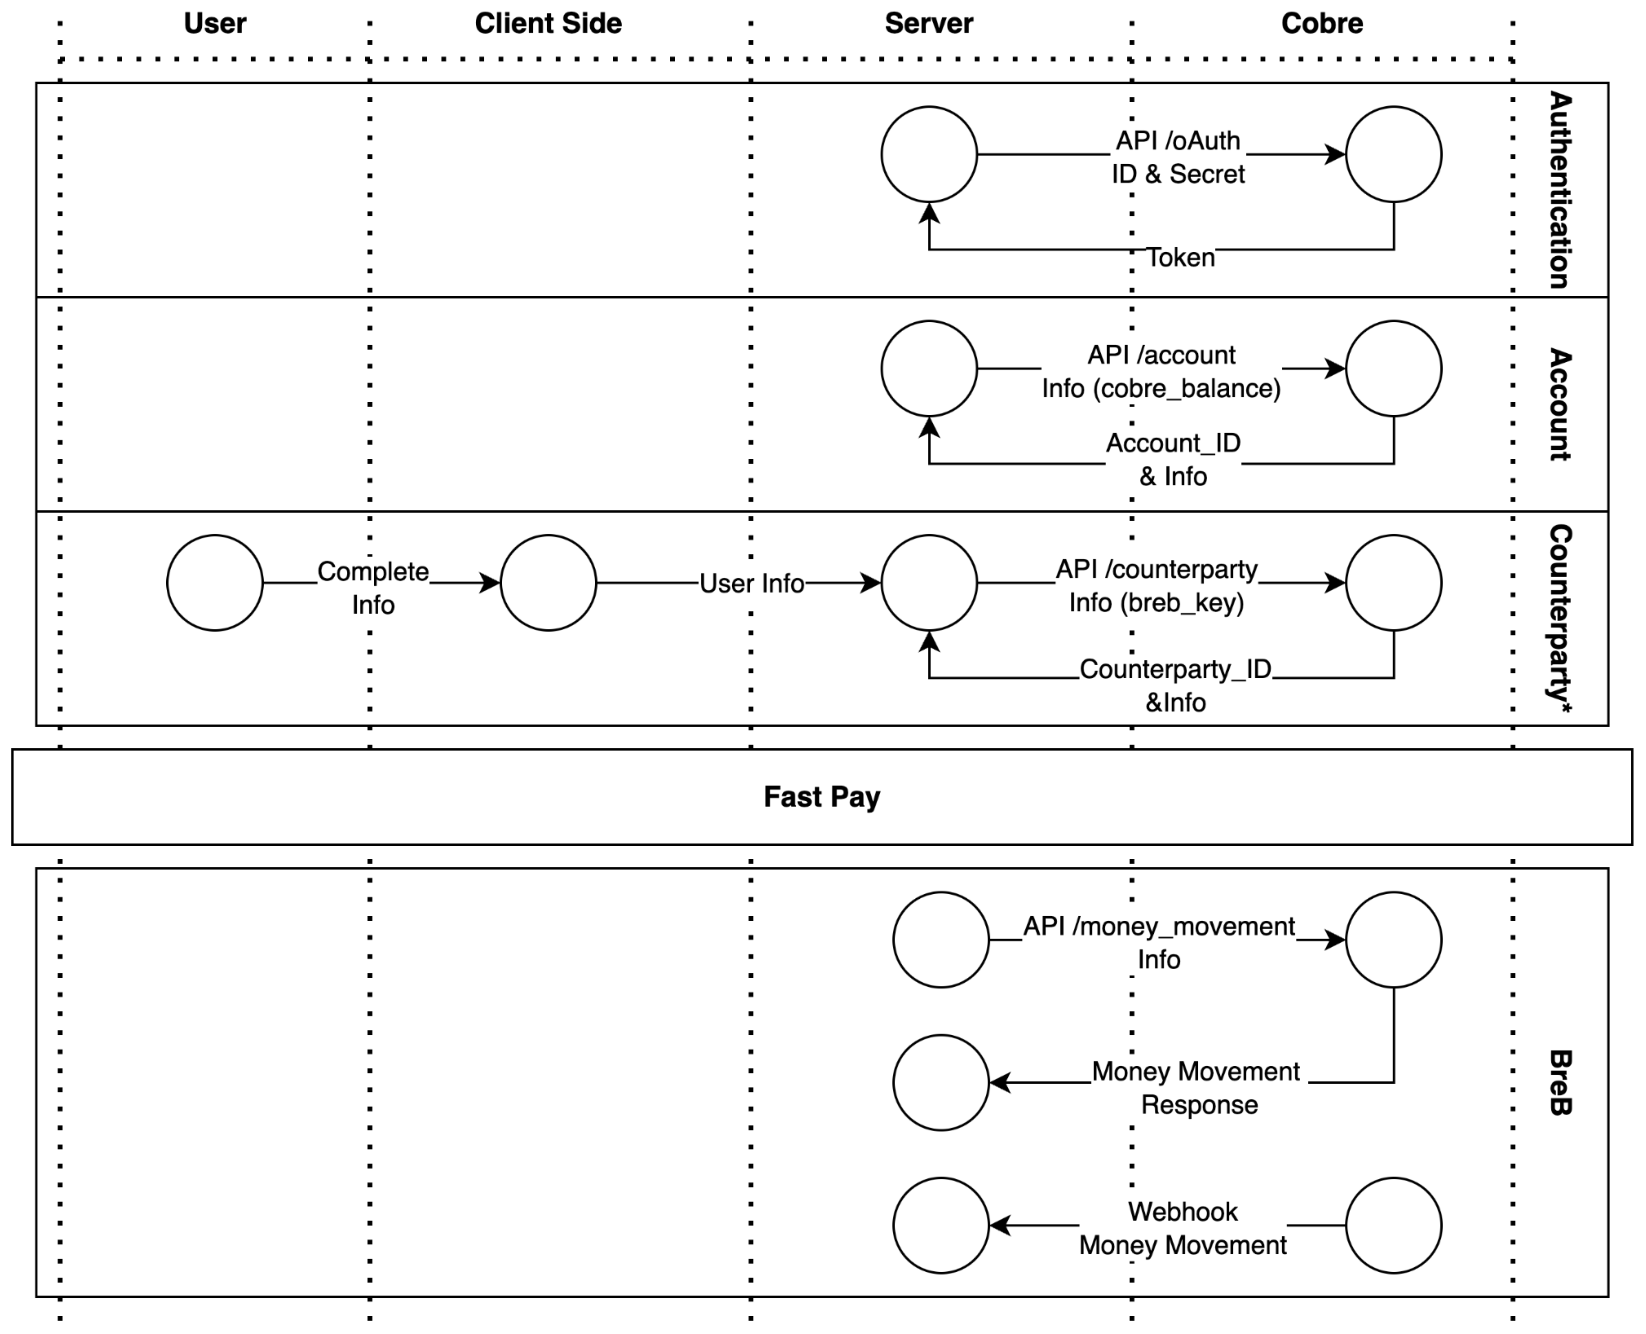 User
Client Side
Server
Cobre
API /oAuth
ID & Secret
Token
Authentication
API /account
Info (cobre_balance)
Account_ID
& Info
Account
Complete
Info
User Info
API /counterparty
Info (breb_key)
Counterparty_ID
&Info
Counterparty*
Fast Pay
API /money_movement
Info
Money Movement
Response
Webhook
Money Movement
BreB